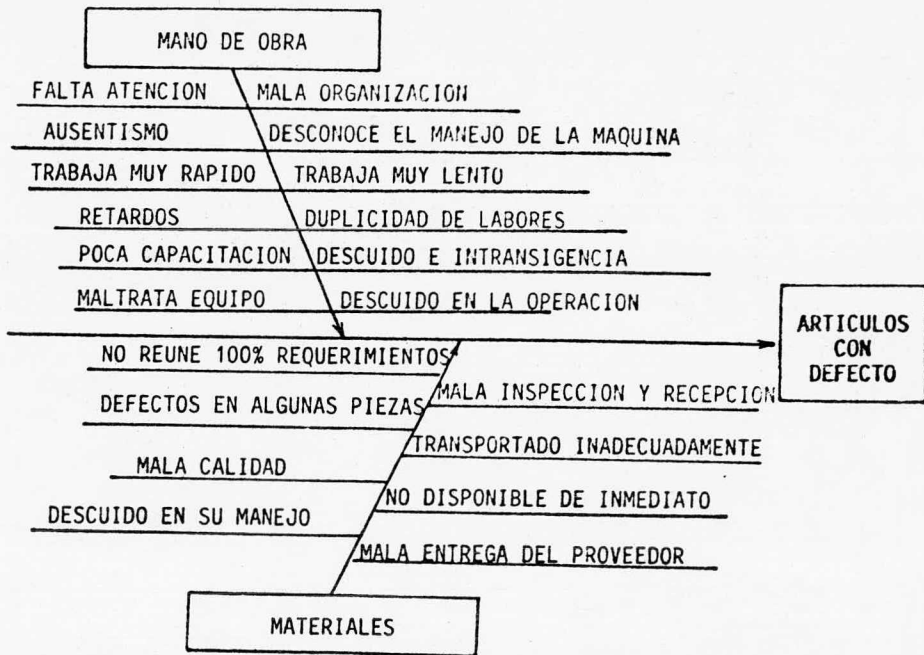 MANO DE OBRA
FALTA ATENCION
MALA ORGANIZACION
AUSENTISMO
DESCONOCE EL MANEJO DE LA MAQUINA
TRABAJA MUY RAPIDO
TRABAJA MUY LENTO
RETARDOS
DUPLICIDAD DE LABORES
POCA CAPACITACION
DESCUIDO E INTRANSIGENCIA
MALTRATA EQUIPO
DESCUIDO EN LA OPERACION
ARTICULOS
CON
DEFECTO
NO REUNE 100% REQUERIMIENTOS
MALA INSPECCION Y RECEPCION
DEFECTOS EN ALGUNAS PIEZAS
TRANSPORTADO INADECUADAMENTE
MALA CALIDAD
NO DISPONIBLE DE INMEDIATO
DESCUIDO EN SU MANEJO
MALA ENTREGA DEL PROVEEDOR
MATERIALES